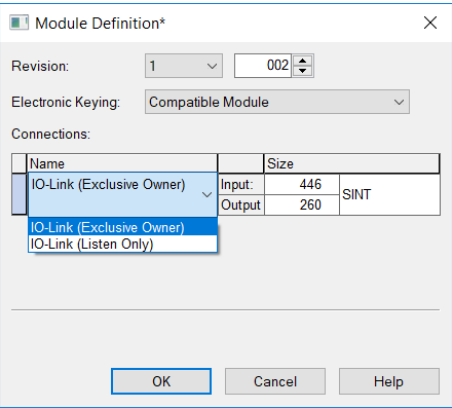 Module Definition*
Revision: 1 002
Electronic Keying: Compatible Module
Connections:
Name Size
IO-Link (Exclusive Owner) Input: 446 SINT
Output 260
IO-Link (Exclusive Owner)
IO-Link (Listen Only)
OK Cancel Help